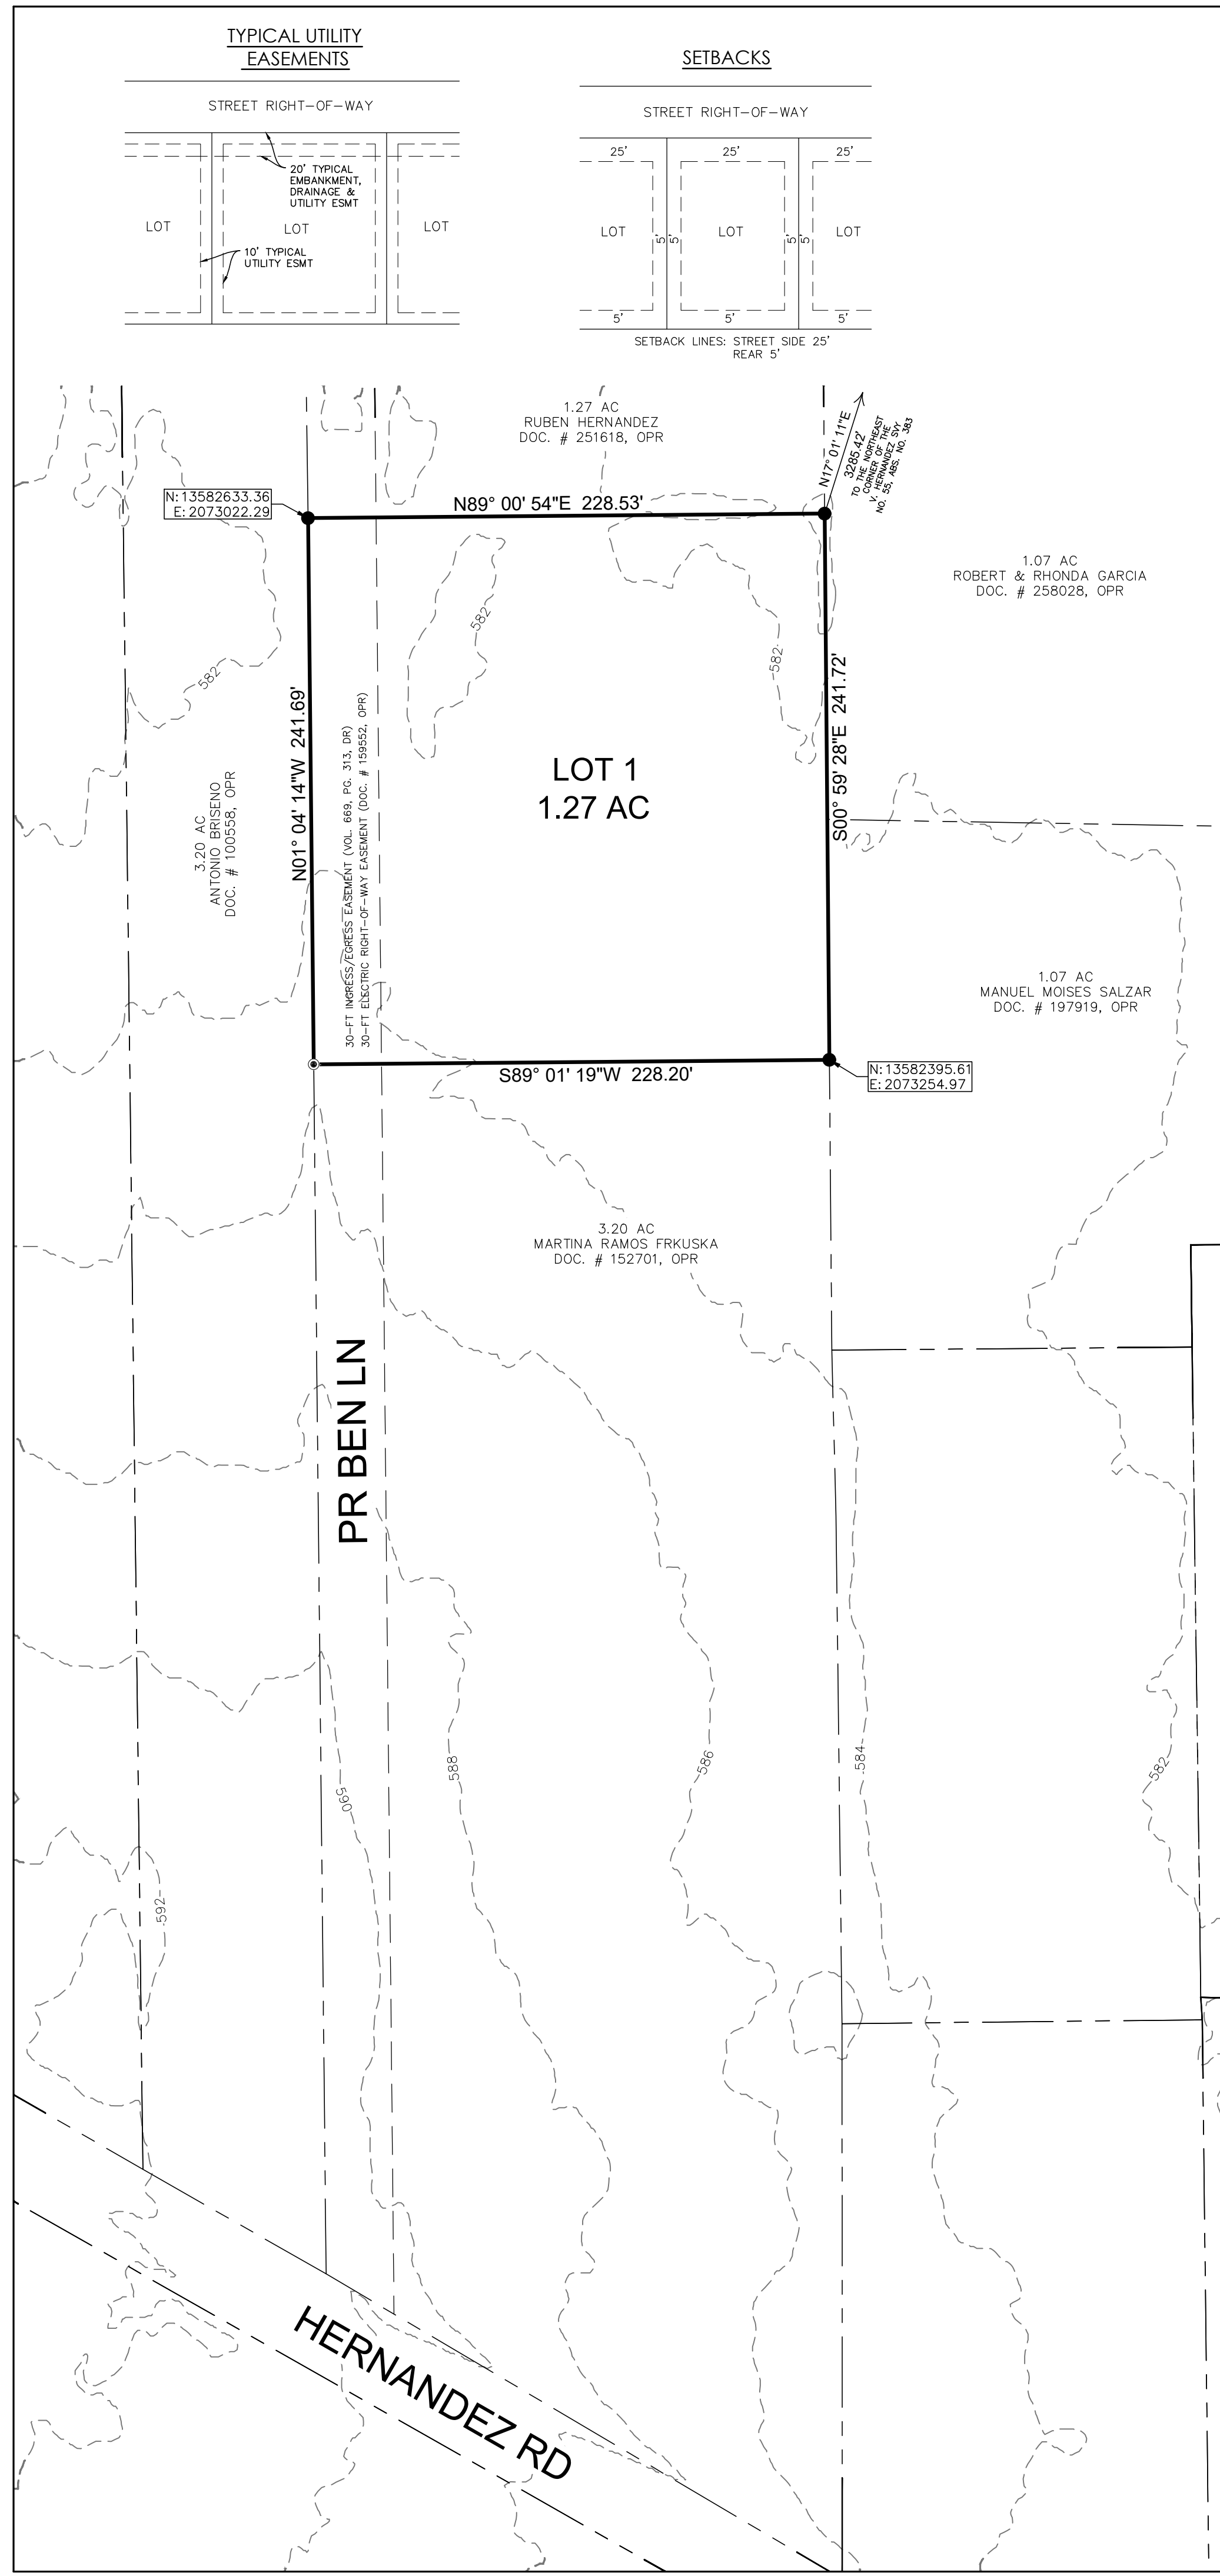 TYPICAL UTILITY
EASEMENTS
STREET RIGHT-OF-WAY
20' TYPICAL
EMBANKMENT,
DRAINAGE &
UTILITY ESMT
LOT
LOT
LOT
10' TYPICAL
UTILITY ESMT
SETBACKS
STREET RIGHT-OF-WAY
25'
25'
25'
LOT
5'
5'
LOT
5'
5'
LOT
5'
5'
5'
SETBACK LINES: STREET SIDE 25'
REAR 5'
1.27 AC
RUBEN HERNANDEZ
DOC. # 251618, OPR
N17° 01' 11"E
3285.42'
TO THE NORTHEAST
CORNER OF THE
V. HERNANDEZ SVY
NO. 55, ABS. NO. 383
N: 13582633.36
E: 2073022.29
N89° 00' 54"E 228.53'
1.07 AC
ROBERT & RHONDA GARCIA
DOC. # 258028, OPR
582
582
582
N01° 04' 14"W 241.69'
S00° 59' 28"E 241.72'
30-FT INGRESS/EGRESS EASEMENT (VOL. 669, PG. 313, DR)
30-FT ELECTRIC RIGHT-OF-WAY EASEMENT (DOC. # 159552, OPR)
LOT 1
1.27 AC
3.20 AC
ANTONIO BRISENO
DOC. # 100558, OPR
1.07 AC
MANUEL MOISES SALZAR
DOC. # 197919, OPR
S89° 01' 19"W 228.20'
N: 13582395.61
E: 2073254.97
3.20 AC
MARTINA RAMOS FRKUSKA
DOC. # 152701, OPR
PR BEN LN
590
588
586
584
582
592
HERNANDEZ RD